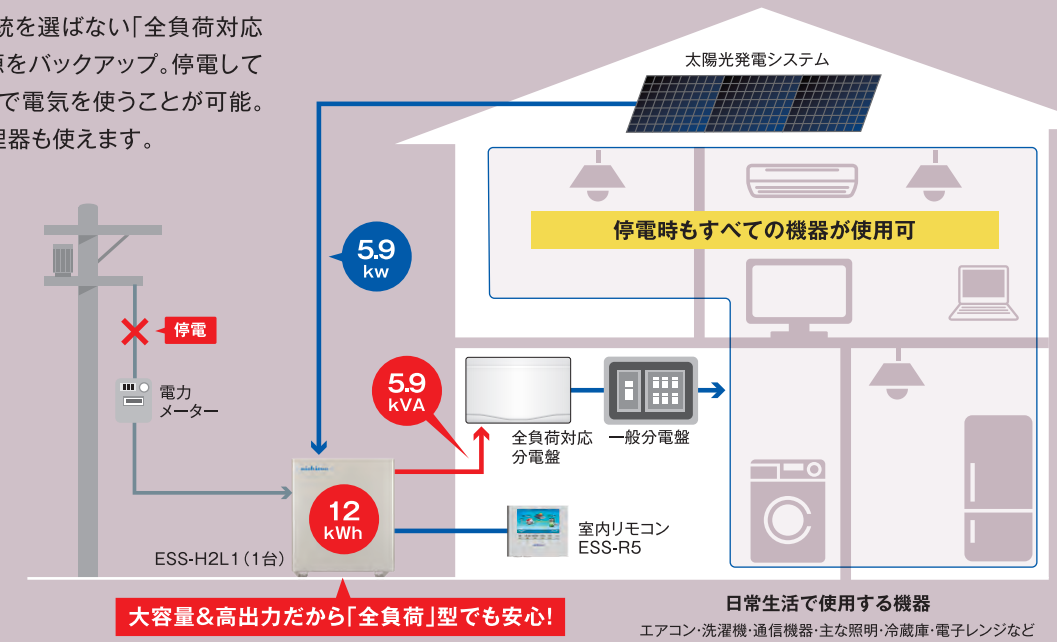 統を選ばない「全負荷対応
源をバックアップ。停電して
で電気を使うことが可能。
理器も使えます。
太陽光発電システム
停電時もすべての機器が使用可
5.9
kw
停電
電力
メーター
5.9
kVA
全負荷対応
分電盤
一般分電盤
nichicon
12
kWh
ESS-H2L1(1台)
室内リモコン
ESS-R5
大容量&高出力だから「全負荷」型でも安心!
日常生活で使用する機器
エアコン・洗濯機・通信機器・主な照明・冷蔵庫・電子レンジなど